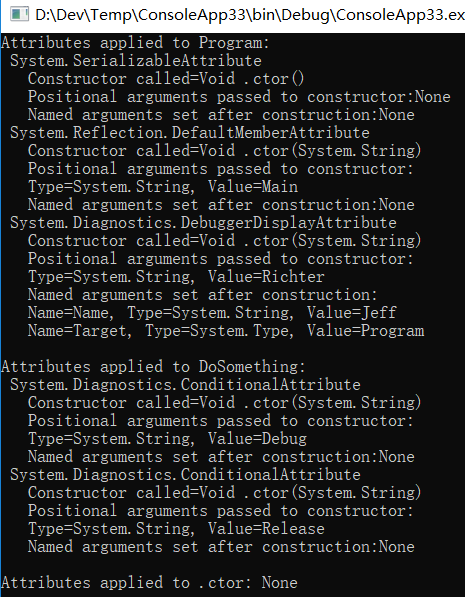 D:\Dev\Temp\ConsoleApp33\bin\Debug\ConsoleApp33.ex
Attributes applied to Program:
System.SerializableAttribute
Constructor called=Void .ctor()
Positional arguments passed to constructor:None
Named arguments set after construction:None
System.Reflection.DefaultMemberAttribute
Constructor called=Void .ctor(System.String)
Positional arguments passed to constructor:
Type=System.String, Value=Main
Named arguments set after construction:None
System.Diagnostics.DebuggerDisplayAttribute
Constructor called=Void .ctor(System.String)
Positional arguments passed to constructor:
Type=System.String, Value=Richter
Named arguments set after construction:
Name=Name, Type=System.String, Value=Jeff
Name=Target, Type=System.Type, Value=Program
Attributes applied to DoSomething:
System.Diagnostics.ConditionalAttribute
Constructor called=Void .ctor(System.String)
Positional arguments passed to constructor:
Type=System.String, Value=Debug
Named arguments set after construction:None
System.Diagnostics.ConditionalAttribute
Constructor called=Void .ctor(System.String)
Positional arguments passed to constructor:
Type=System.String, Value=Release
Named arguments set after construction:None
Attributes applied to .ctor: None